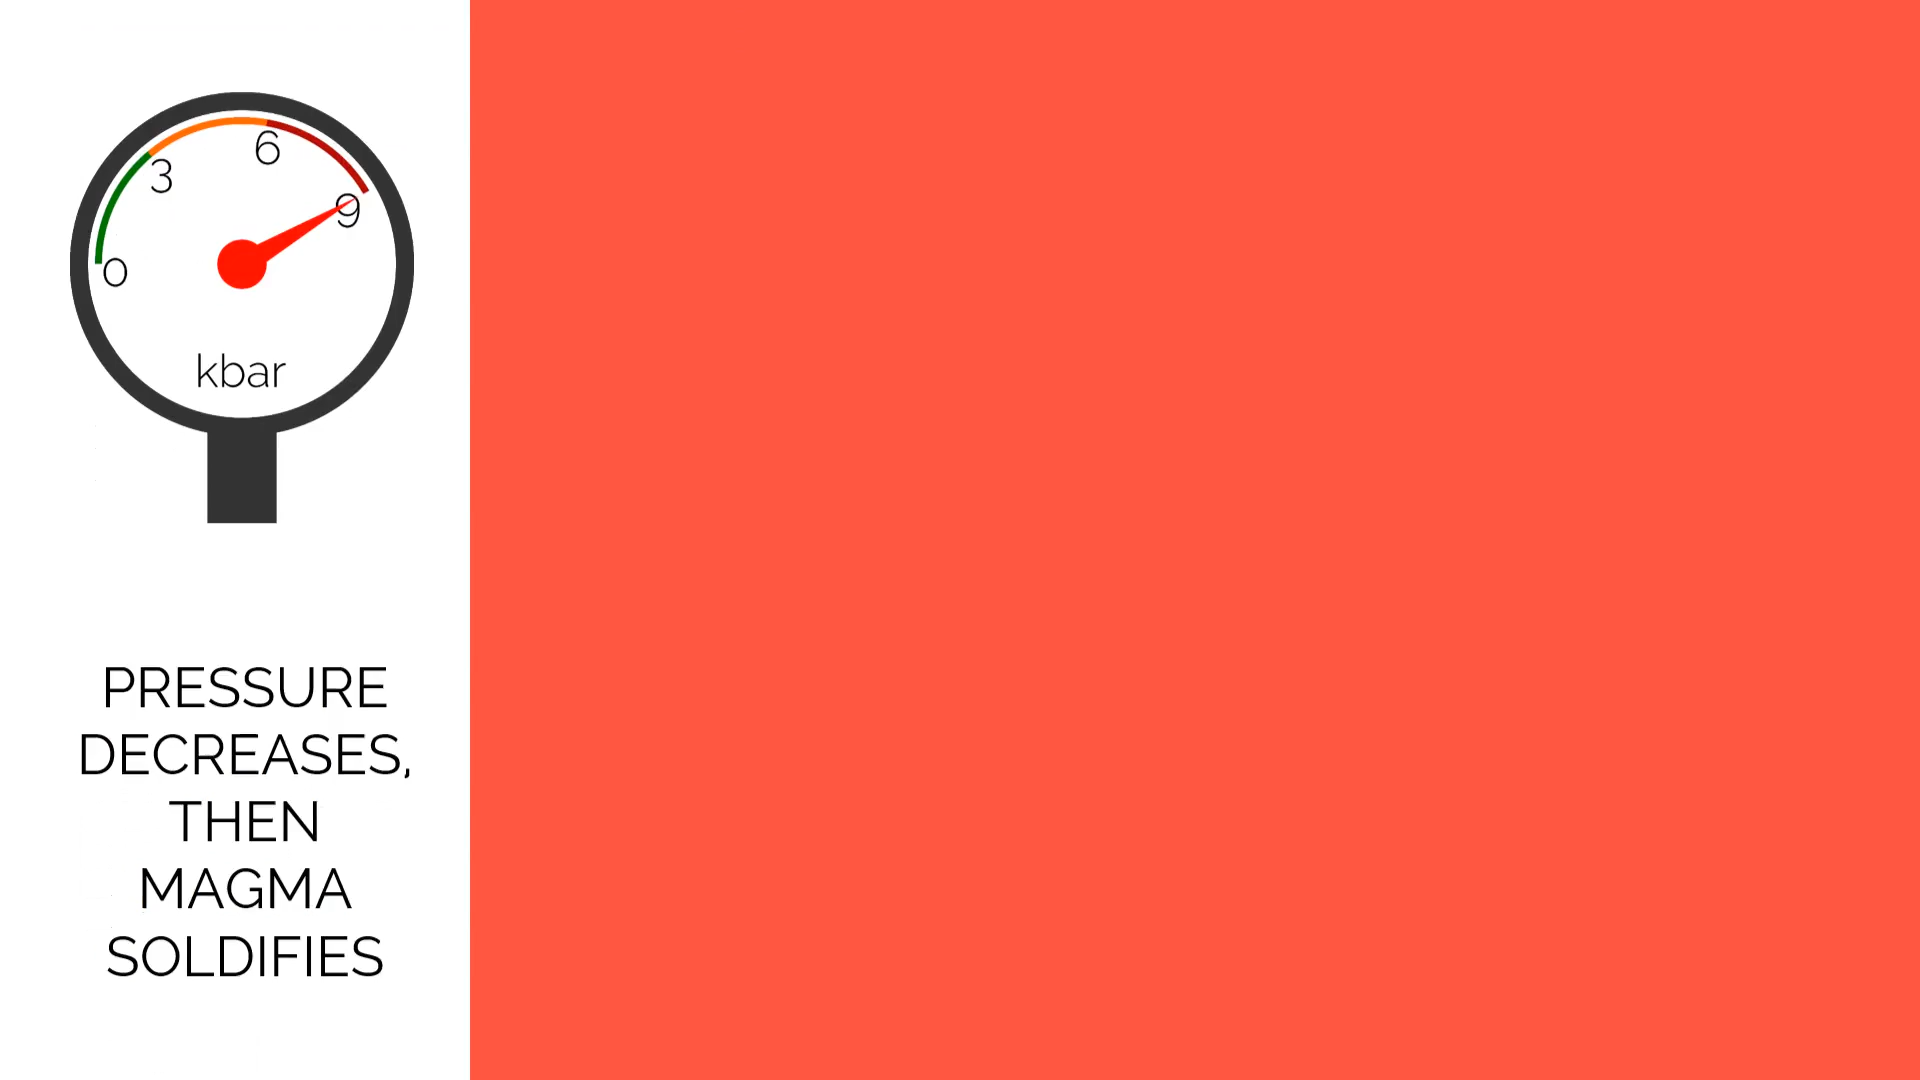 0
3
6
9
kbar
PRESSURE
DECREASES,
THEN
MAGMA
SOLDIFIES